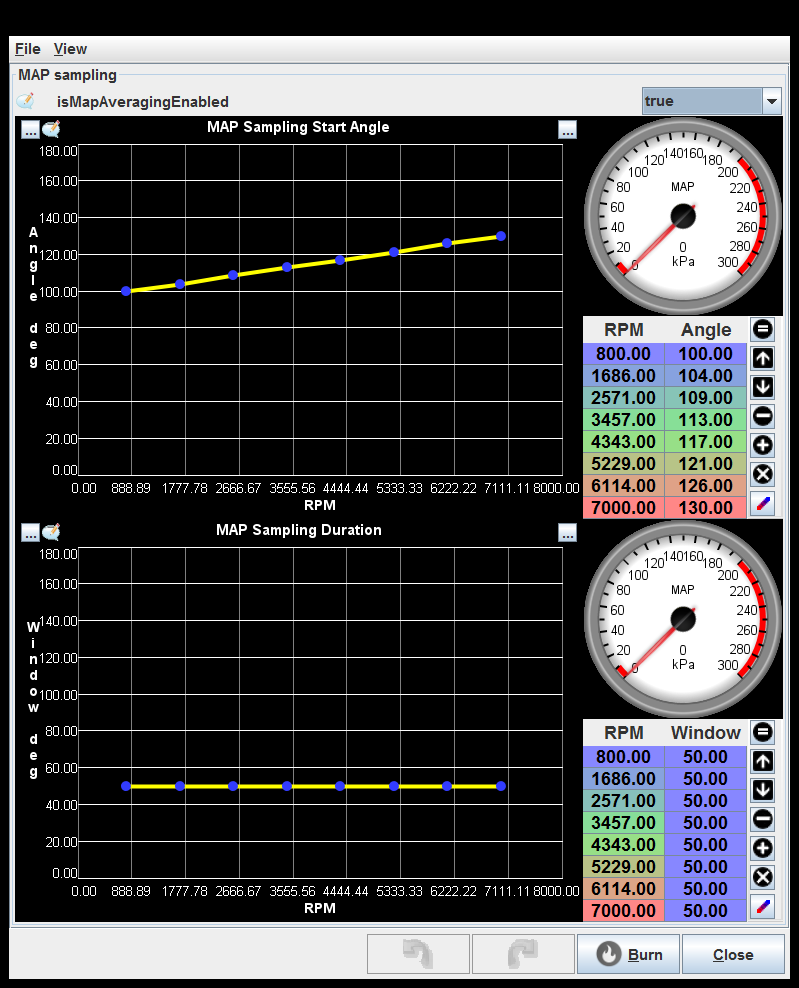 File View
MAP sampling
isMapAveragingEnabled
true
...
MAP Sampling Start Angle
...
180.00
160.00
140.00
120.00
100.00
80.00
60.00
40.00
20.00
0.00
Angle deg
0.00 888.89 1777.78 2666.67 3555.56 4444.44 5333.33 6222.22 7111.11 8000.00
RPM
0 20 40 60 80 100 120 140 160 180 200 220 240 260 280 300
MAP
0
kPa
RPM Angle
800.00 100.00
1686.00 104.00
2571.00 109.00
3457.00 113.00
4343.00 117.00
5229.00 121.00
6114.00 126.00
7000.00 130.00
...
MAP Sampling Duration
...
180.00
160.00
140.00
120.00
100.00
80.00
60.00
40.00
20.00
0.00
Window deg
0.00 888.89 1777.78 2666.67 3555.56 4444.44 5333.33 6222.22 7111.11 8000.00
RPM
0 20 40 60 80 100 120 140 160 180 200 220 240 260 280 300
MAP
0
kPa
RPM Window
800.00 50.00
1686.00 50.00
2571.00 50.00
3457.00 50.00
4343.00 50.00
5229.00 50.00
6114.00 50.00
7000.00 50.00
Burn
Close